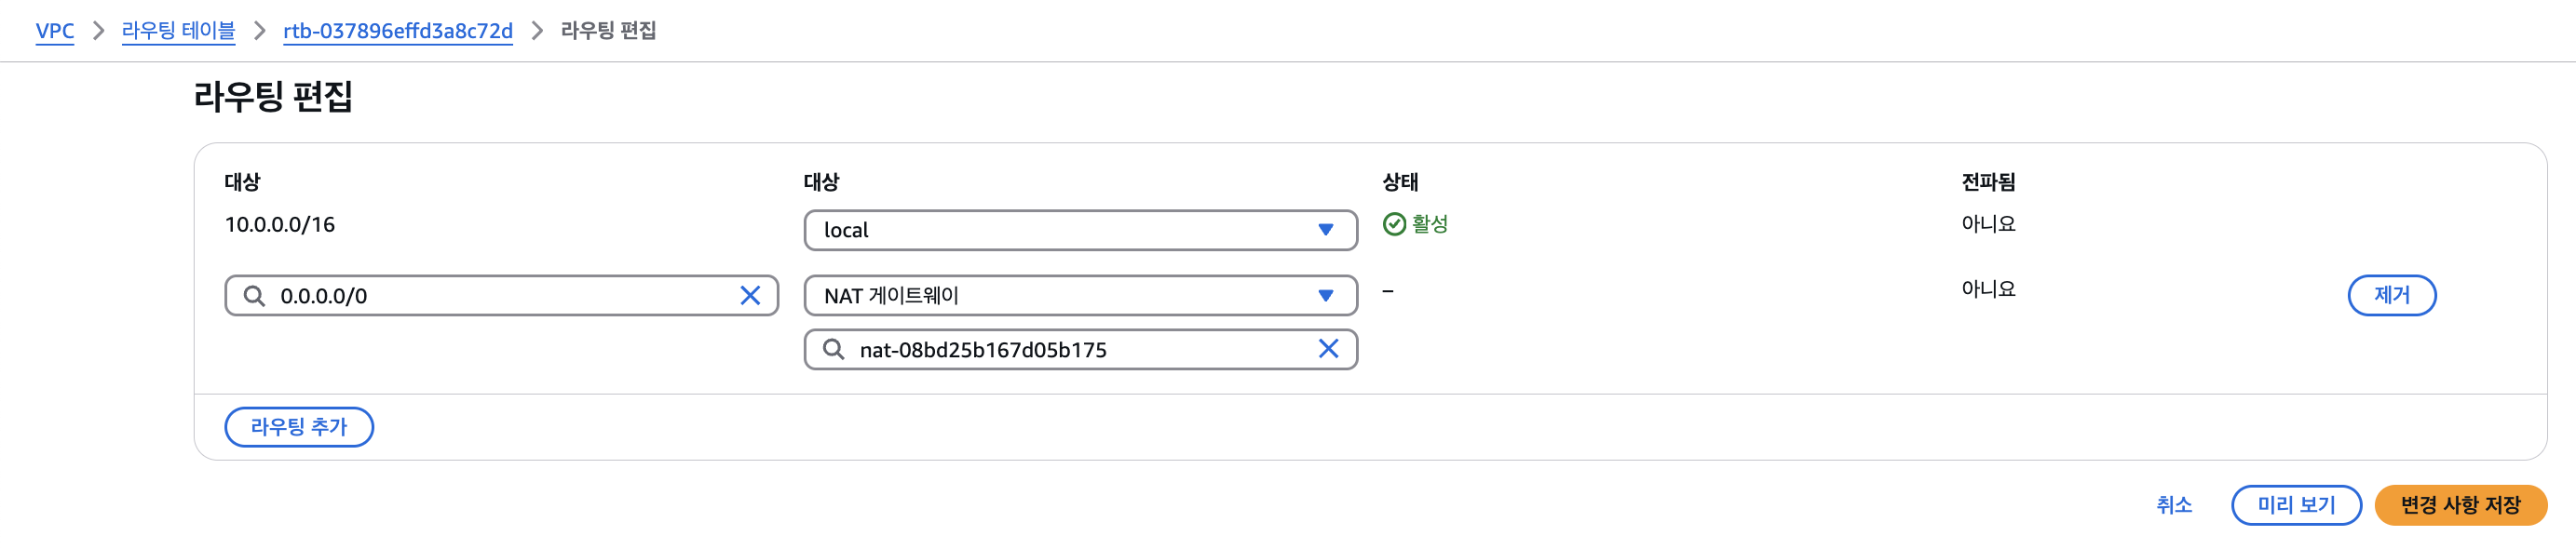 VPC > 라우팅 테이블 > rtb-037896effd3a8c72d > 라우팅 편집
라우팅 편집
대상 대상 상태 전파됨
10.0.0.0/16 local 활성 아니요
0.0.0.0/0 NAT 게이트웨이 – 아니요 제거
nat-08bd25b167d05b175
라우팅 추가
취소 미리 보기 변경 사항 저장